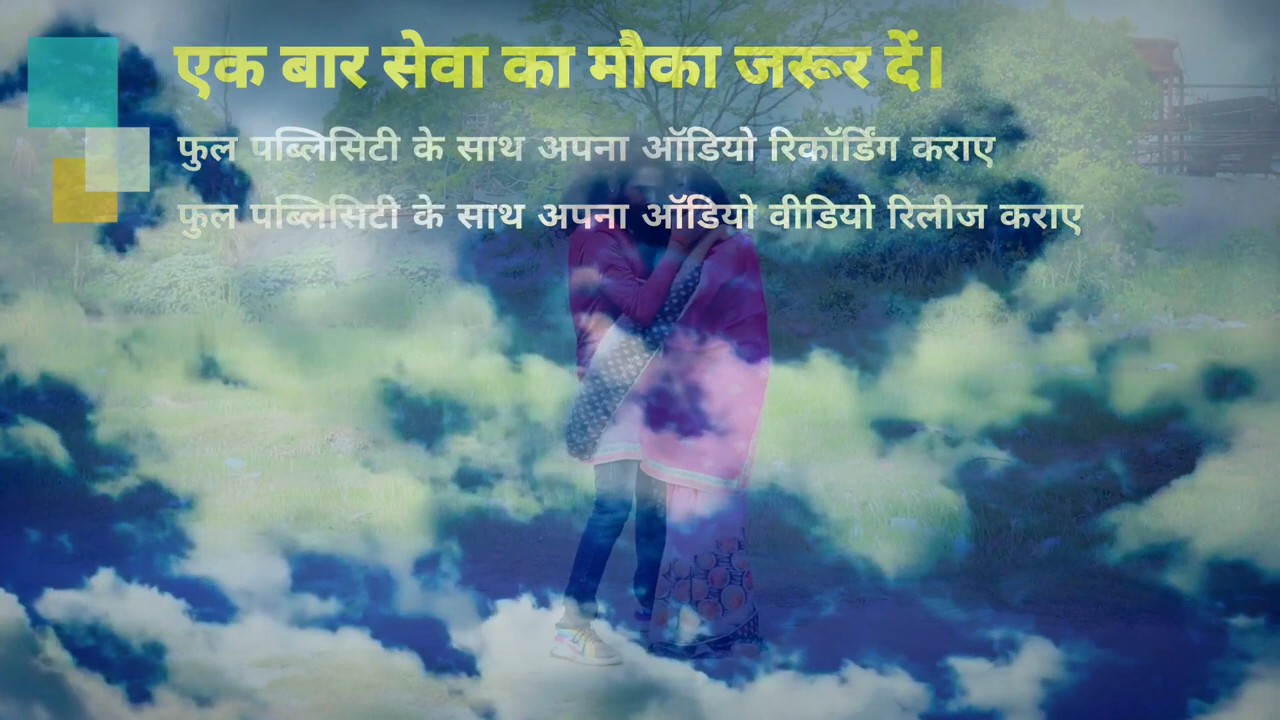 एक बार सेवा का मौका जरूर दें।
फुल पब्लिसिटी के साथ अपना ऑडियो रिकॉर्डिंग कराए
फुल पब्लिसिटी के साथ अपना ऑडियो वीडियो रिलीज कराए